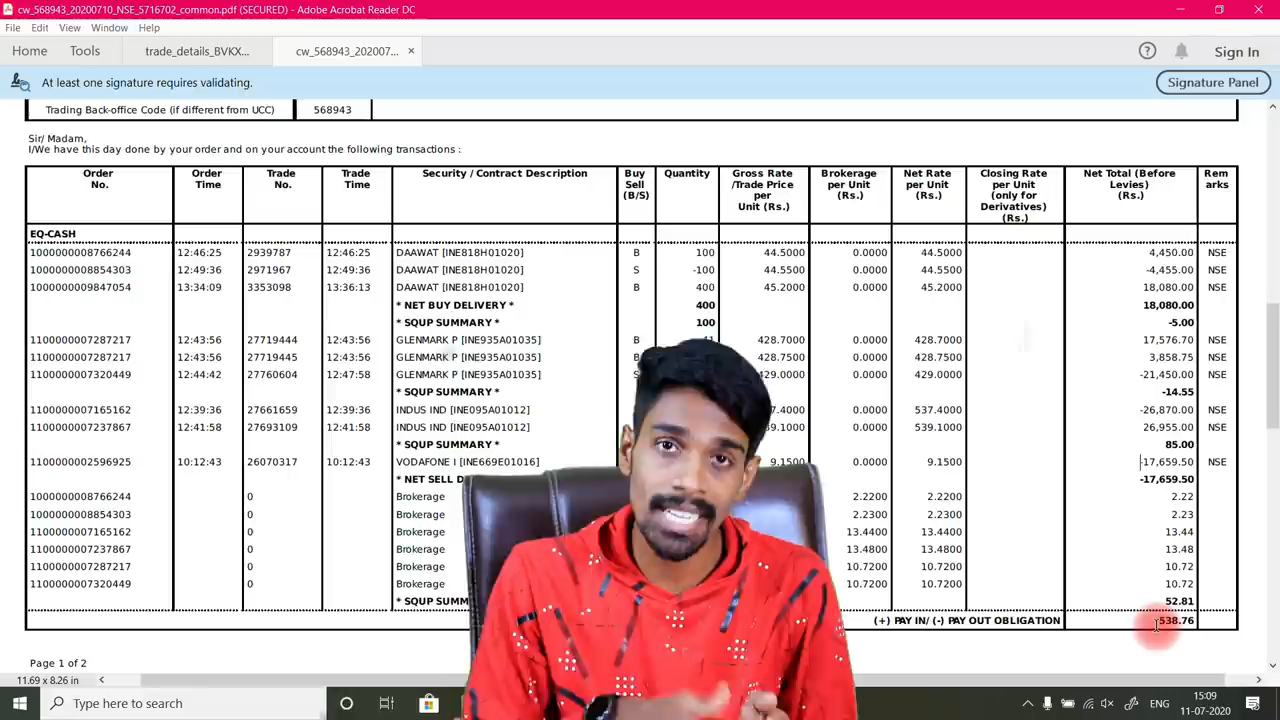 cw_568943_20200710_NSE_5716702_common.pdf (SECURED) - Adobe Acrobat Reader DC
File Edit View Window Help
Home Tools trade_details_BVKX... cw_568943_202007... × Sign In
At least one signature requires validating. Signature Panel
Trading Back-office Code (if different from UCC) 568943
Sir/ Madam,
I/We have this day done by your order and on your account the following transactions :
Order No. Order Time Trade No. Trade Time Security / Contract Description Buy Sell (B/S) Quantity Gross Rate /Trade Price per Unit (Rs.) Brokerage per Unit (Rs.) Net Rate per Unit (Rs.) Closing Rate per Unit (only for Derivatives) (Rs.) Net Total (Before Levies) (Rs.) Rem arks
EQ-CASH
1000000008766244 12:46:25 2939787 12:46:25 DAAWAT [INE818H01020] B 100 44.5000 0.0000 44.5000 4,450.00 NSE
1000000008854303 12:49:36 2971967 12:49:36 DAAWAT [INE818H01020] S -100 44.5500 0.0000 44.5500 -4,455.00 NSE
1000000009847054 13:34:09 3353098 13:36:13 DAAWAT [INE818H01020] B 400 45.2000 0.0000 45.2000 18,080.00 NSE
* NET BUY DELIVERY * 400 18,080.00
* SQUP SUMMARY * 100 -5.00
1100000007287217 12:43:56 27719444 12:43:56 GLENMARK P [INE935A01035] B 428.7000 0.0000 428.7000 17,576.70 NSE
1100000007287217 12:43:56 27719445 12:43:56 GLENMARK P [INE935A01035] B 428.7500 0.0000 428.7500 3,858.75 NSE
1100000007320449 12:44:42 27760604 12:47:58 GLENMARK P [INE935A01035] S 429.0000 0.0000 429.0000 -21,450.00 NSE
* SQUP SUMMARY * -14.55
1100000007165162 12:39:36 27661659 12:39:36 INDUS IND [INE095A01012] 7.4000 0.0000 537.4000 -26,870.00 NSE
1100000007237867 12:41:58 27693109 12:41:58 INDUS IND [INE095A01012] 9.1000 0.0000 539.1000 26,955.00 NSE
* SQUP SUMMARY * 85.00
1100000002596925 10:12:43 26070317 10:12:43 VODAFONE I [INE669E01016] 9.1500 0.0000 9.1500 -17,659.50 NSE
* NET SELL D -17,659.50
1000000008766244 0 Brokerage 2.2200 2.2200 2.22
1000000008854303 0 Brokerage 2.2300 2.2300 2.23
1100000007165162 0 Brokerage 13.4400 13.4400 13.44
1100000007237867 0 Brokerage 13.4800 13.4800 13.48
1100000007287217 0 Brokerage 10.7200 10.7200 10.72
1100000007320449 0 Brokerage 10.7200 10.7200 10.72
* SQUP SUMM 52.81
(+) PAY IN/ (-) PAY OUT OBLIGATION 538.76
Page 1 of 2
11.69 x 8.26 in
Type here to search ENG 15:09
11-07-2020